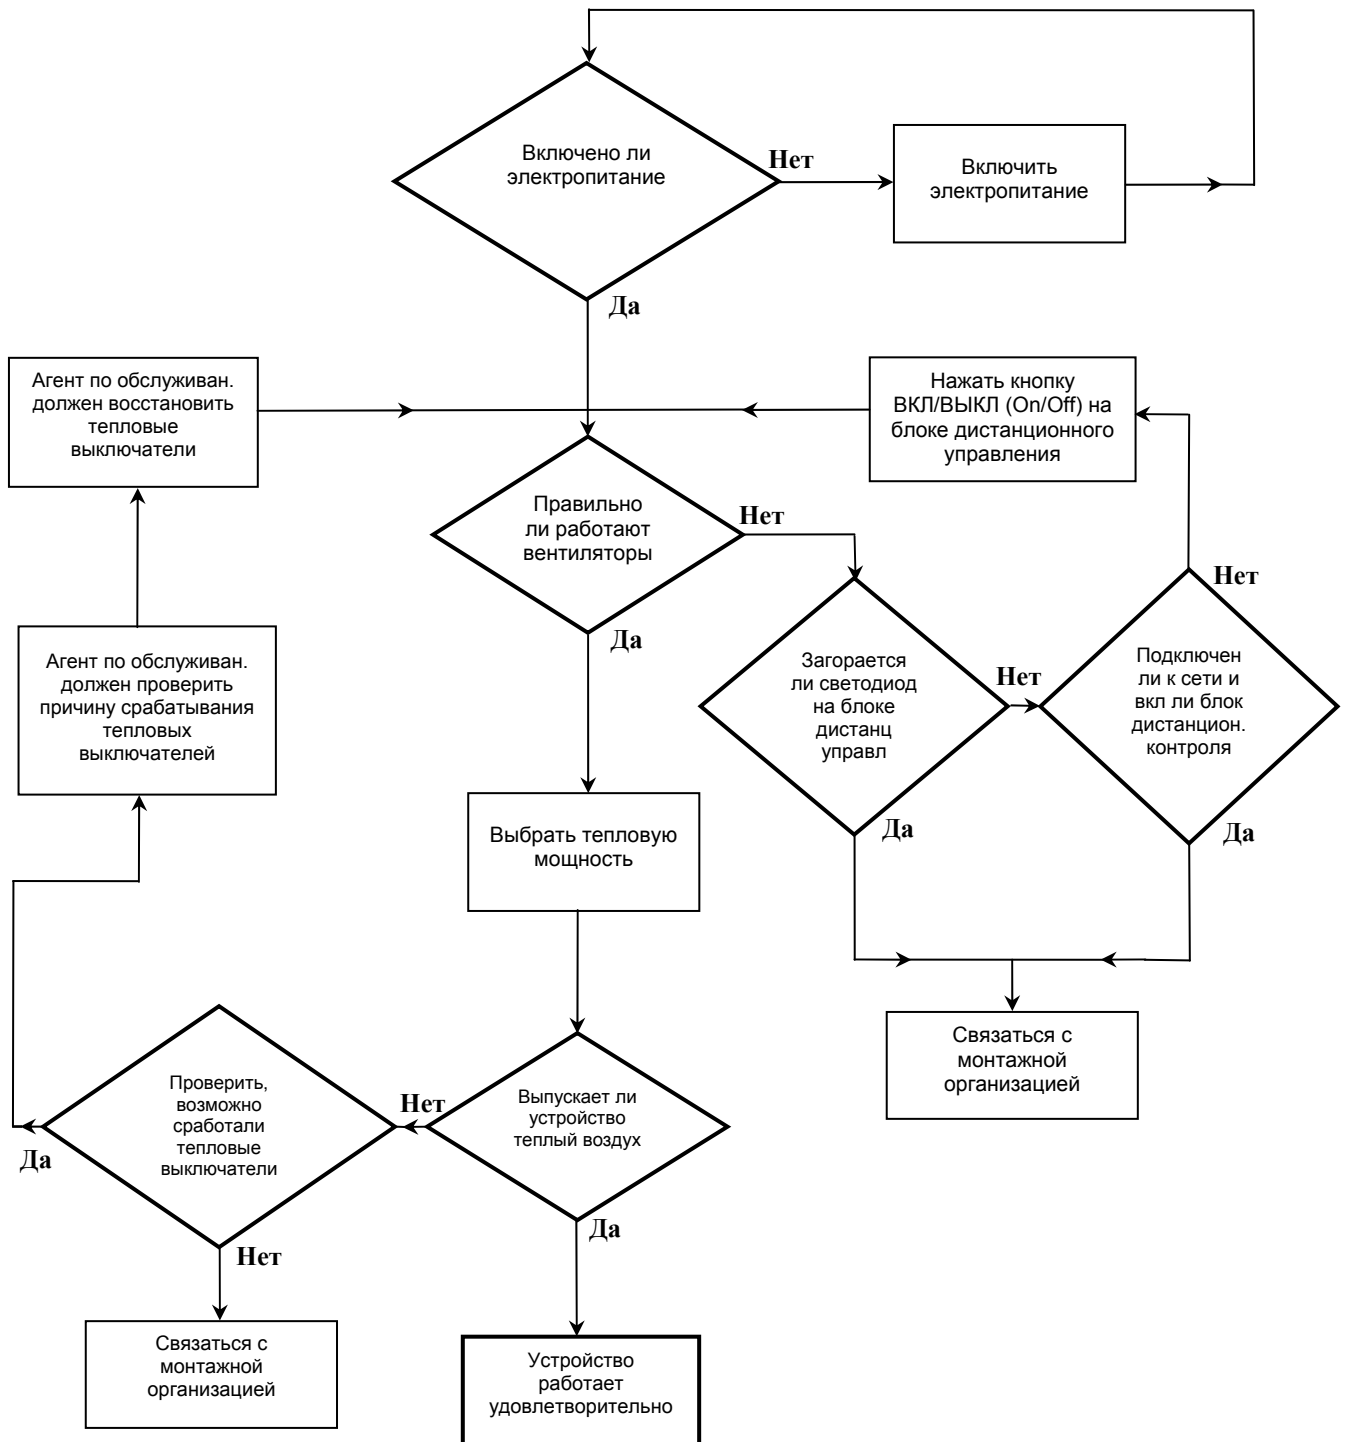 Включено ли
электропитание
Нет
Включить
электропитание
Да
Агент по обслуживан.
должен восстановить
тепловые
выключатели
Нажать кнопку
ВКЛ/ВЫКЛ (On/Off) на
блоке дистанционного
управления
Правильно
ли работают
вентиляторы
Нет
Да
Нет
Агент по обслуживан.
должен проверить
причину срабатывания
тепловых
выключателей
Загорается
ли светодиод
на блоке
дистанц
управл
Нет
Подключен
ли к сети и
вкл ли блок
дистанцион.
контроля
Да
Да
Выбрать тепловую
мощность
Связаться с
монтажной
организацией
Проверить,
возможно
сработали
тепловые
выключатели
Нет
Выпускает ли
устройство
теплый воздух
Да
Да
Нет
Связаться с
монтажной
организацией
Устройство
работает
удовлетворительно